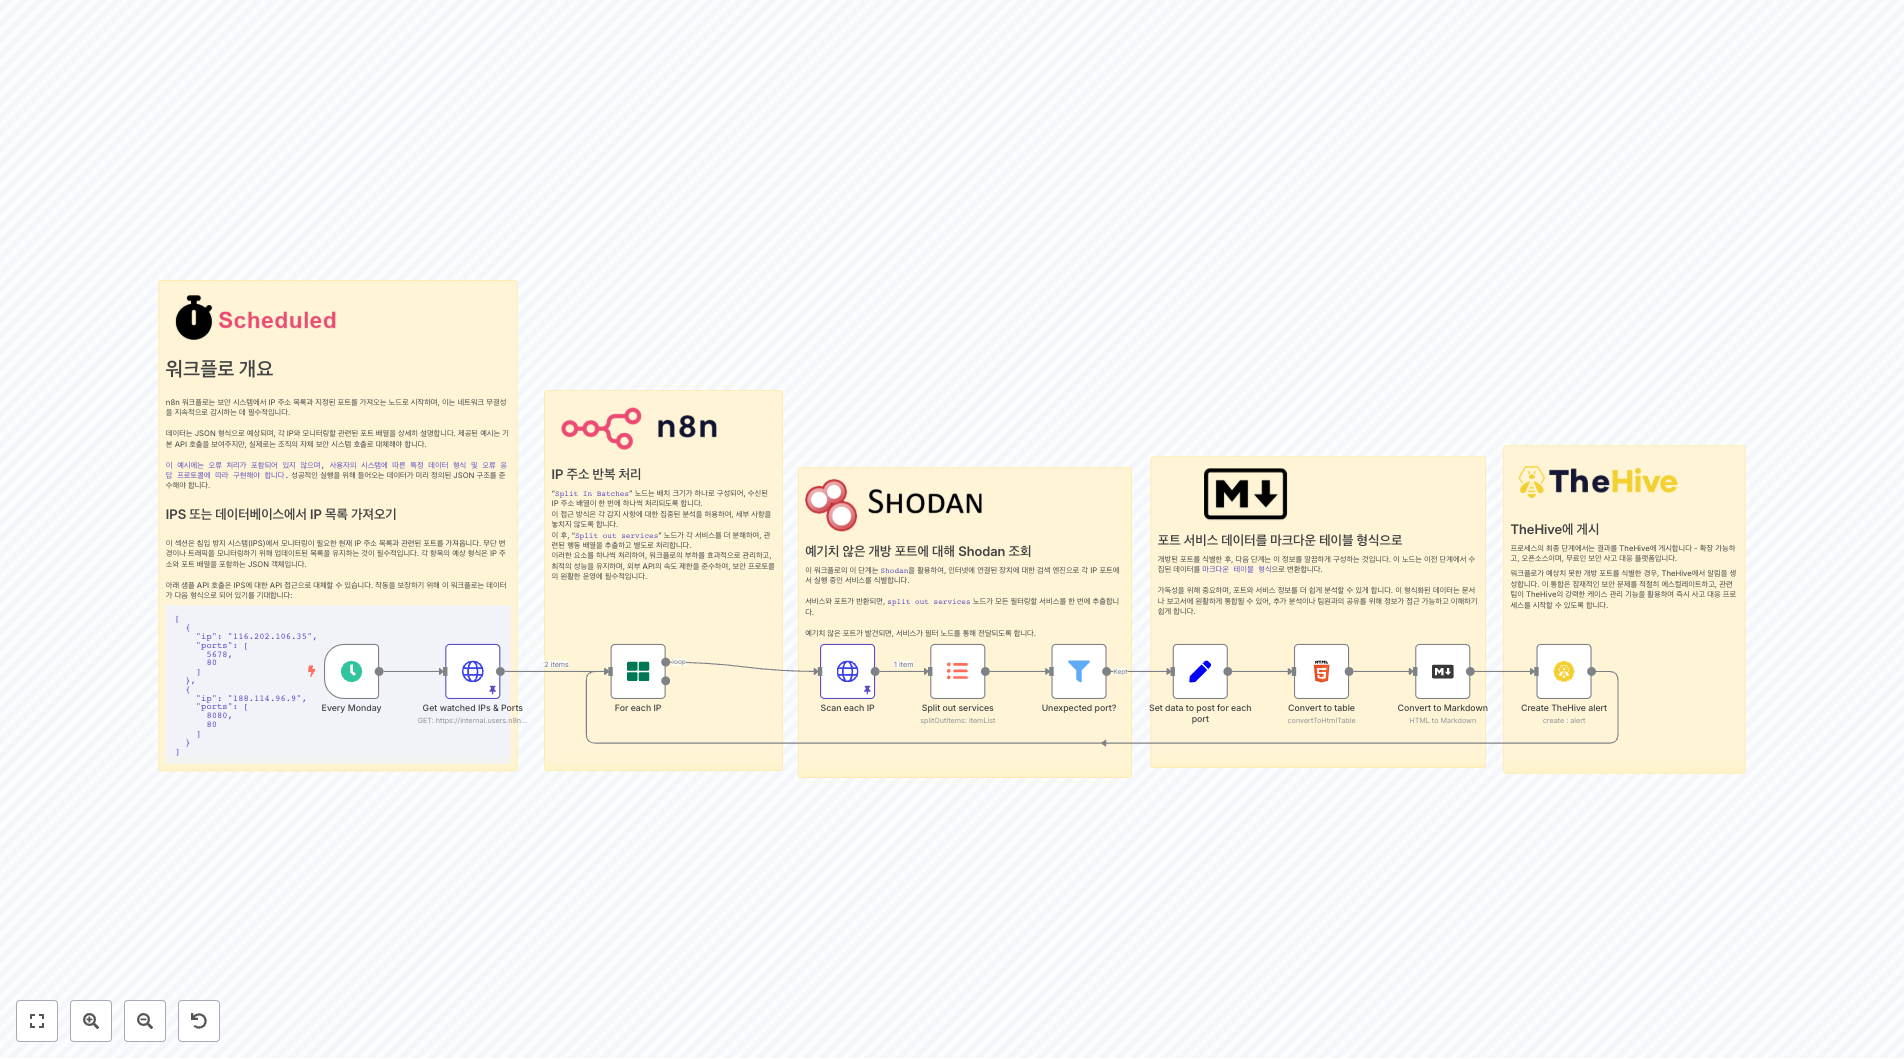 Scheduled
워크플로 개요
n8n 워크플로는 보안 시스템에서 IP 주소 목록과 지정된 포트를 가져오는 노드로 시작하며, 이는 네트워크 무결성
을 지속적으로 감시하는 데 필수적입니다.
데이터는 JSON 형식으로 예상되며, 각 IP와 모니터링할 관련된 포트 배열을 상세히 설명합니다. 제공된 예시는 기
본 API 호출을 보여주지만, 실제로는 조직의 자체 보안 시스템 호출로 대체해야 합니다.
이 예시에는 오류 처리가 포함되어 있지 않으며, 사용자의 시스템에 따른 특정 데이터 형식 및 오류 응
답 프로토콜에 따라 구현해야 합니다. 성공적인 실행을 위해 들어오는 데이터가 미리 정의된 JSON 구조를 준
수해야 합니다.
IPS 또는 데이터베이스에서 IP 목록 가져오기
이 섹션은 침입 방지 시스템(IPS)에서 모니터링이 필요한 현재 IP 주소 목록과 관련된 포트를 가져옵니다. 무단 변
경이나 트래픽을 모니터링하기 위해 업데이트된 목록을 유지하는 것이 필수적입니다. 각 항목의 예상 형식은 IP 주
소와 포트 배열을 포함하는 JSON 객체입니다.
아래 샘플 API 호출은 IPS에 대한 API 접근으로 대체할 수 있습니다. 작동을 보장하기 위해 이 워크플로는 데이터
가 다음 형식으로 되어 있기를 기대합니다:
[
{
"ip": "116.202.106.35",
"ports": [
5678,
80
]
},
{
"ip": "188.114.96.9",
"ports": [
8080,
80
]
}
]
Every Monday
Get watched IPs & Ports
GET: https://internal.users.n8n...
2 items
n8n
IP 주소 반복 처리
"Split In Batches" 노드는 배치 크기가 하나로 구성되어, 수신된
IP 주소 배열이 한 번에 하나씩 처리되도록 합니다.
이 접근 방식은 각 감지 사항에 대한 집중된 분석을 허용하여, 세부 사항을
놓치지 않도록 합니다.
이 후, "Split out services" 노드가 각 서비스를 더 분해하여, 관
련된 행동 배열을 추출하고 별도로 처리합니다.
이러한 요소를 하나씩 처리하여, 워크플로의 부하를 효과적으로 관리하고,
최적의 성능을 유지하며, 외부 API의 속도 제한을 준수하여, 보안 프로토콜
의 원활한 운영에 필수적입니다.
loop
For each IP
SHODAN
예기치 않은 개방 포트에 대해 Shodan 조회
이 워크플로의 이 단계는 Shodan을 활용하여, 인터넷에 연결된 장치에 대한 검색 엔진으로 각 IP 포트에
서 실행 중인 서비스를 식별합니다.
서비스와 포트가 반환되면, split out services 노드가 모든 필터링할 서비스를 한 번에 추출합니
다.
예기치 않은 포트가 발견되면, 서비스가 필터 노드를 통해 전달되도록 합니다.
1 item
Kept
Scan each IP
Split out services
splitOutItems: itemList
Unexpected port?
M
포트 서비스 데이터를 마크다운 테이블 형식으로
개방된 포트를 식별한 후, 다음 단계는 이 정보를 깔끔하게 구성하는 것입니다. 이 노드는 이전 단계에서 수
집된 데이터를 마크다운 테이블 형식으로 변환합니다.
가독성을 위해 중요하며, 포트와 서비스 정보를 더 쉽게 분석할 수 있게 합니다. 이 형식화된 데이터는 문서
나 보고서에 원활하게 통합될 수 있어, 추가 분석이나 팀원과의 공유를 위해 정보가 접근 가능하고 이해하기
쉽게 합니다.
HTML
5
M
Set data to post for each
port
Convert to table
convertToHtmlTable
Convert to Markdown
HTML to Markdown
TheHive
TheHive에 게시
프로세스의 최종 단계에서는 결과를 TheHive에 게시합니다 - 확장 가능하
고, 오픈소스이며, 무료인 보안 사고 대응 플랫폼입니다.
워크플로가 예상치 못한 개방 포트를 식별한 경우, TheHive에서 알림을 생
성합니다. 이 통합은 잠재적인 보안 문제를 적절히 에스컬레이트하고, 관련
팀이 TheHive의 강력한 케이스 관리 기능을 활용하여 즉시 사고 대응 프로
세스를 시작할 수 있도록 합니다.
Create TheHive alert
create : alert